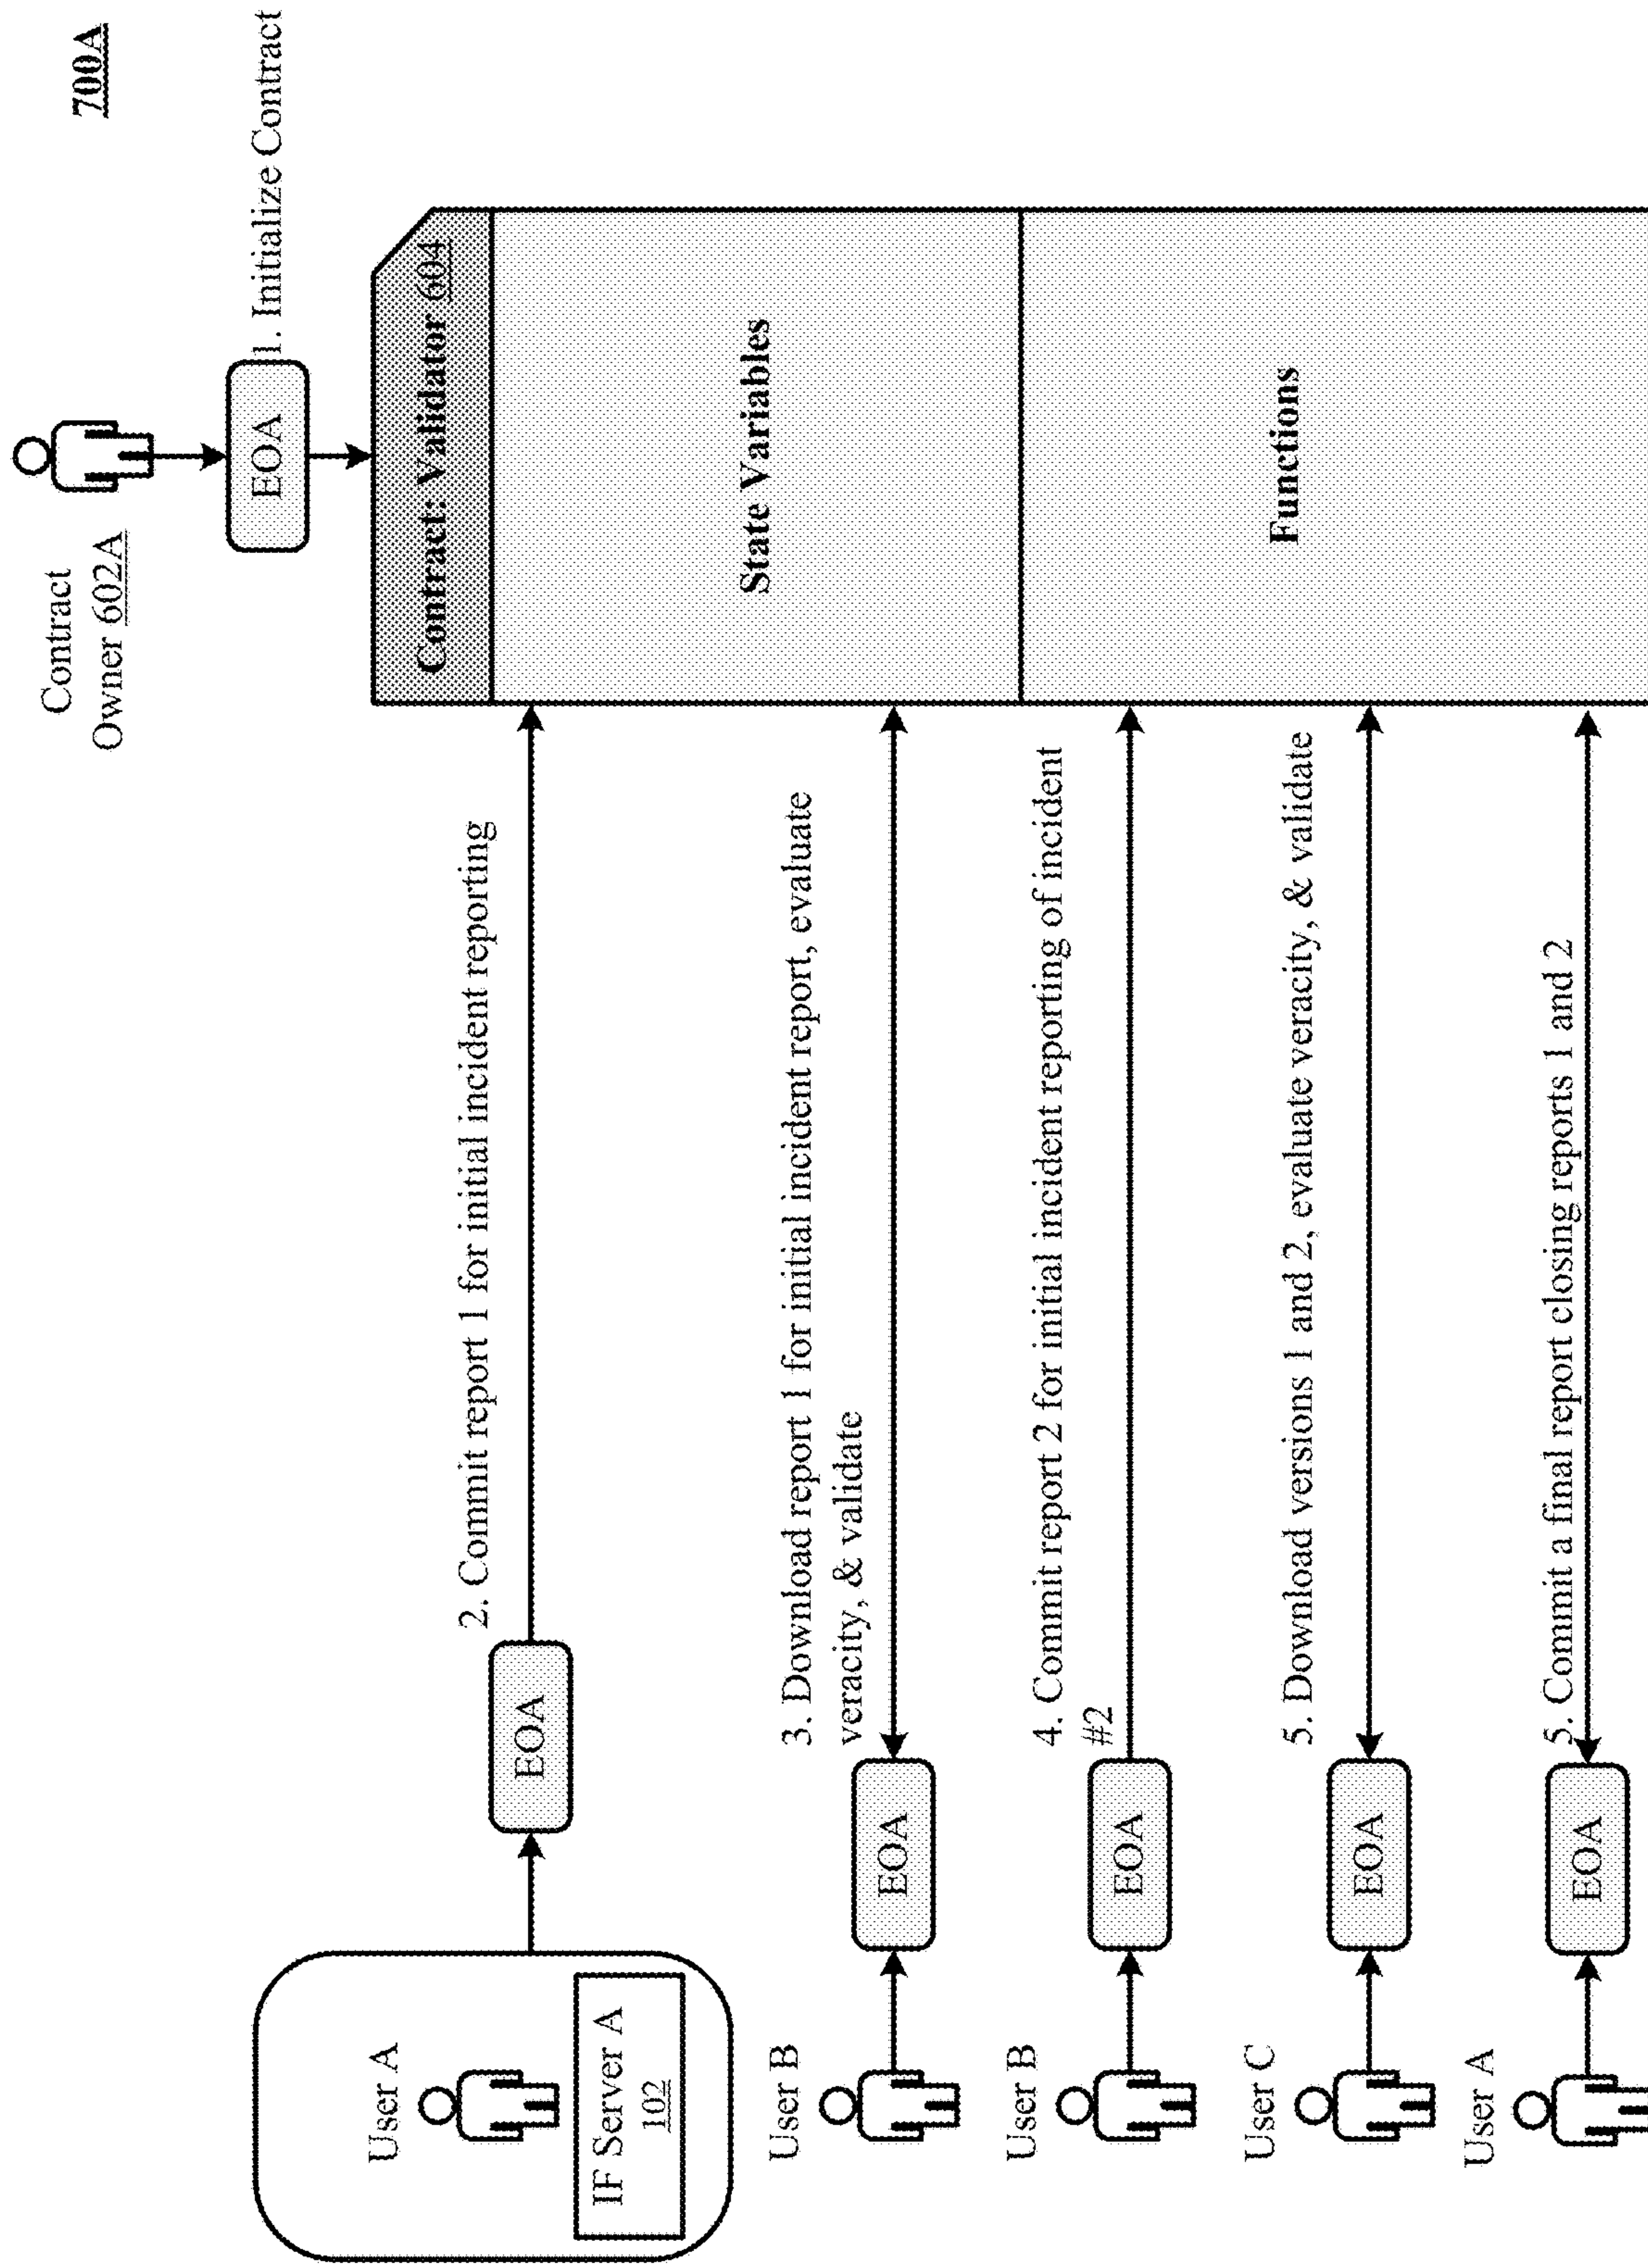 700A
Contract
Owner 602A
EOA
1. Initialize Contract
Contract: Validator 604
State Variables
Functions
User A
IF Server A
102
EOA
2. Commit report 1 for initial incident reporting
User B
EOA
3. Download report 1 for initial incident report, evaluate
veracity, & validate
User B
EOA
4. Commit report 2 for initial incident reporting of incident
#2
User C
EOA
5. Download versions 1 and 2, evaluate veracity, & validate
User A
EOA
5. Commit a final report closing reports 1 and 2